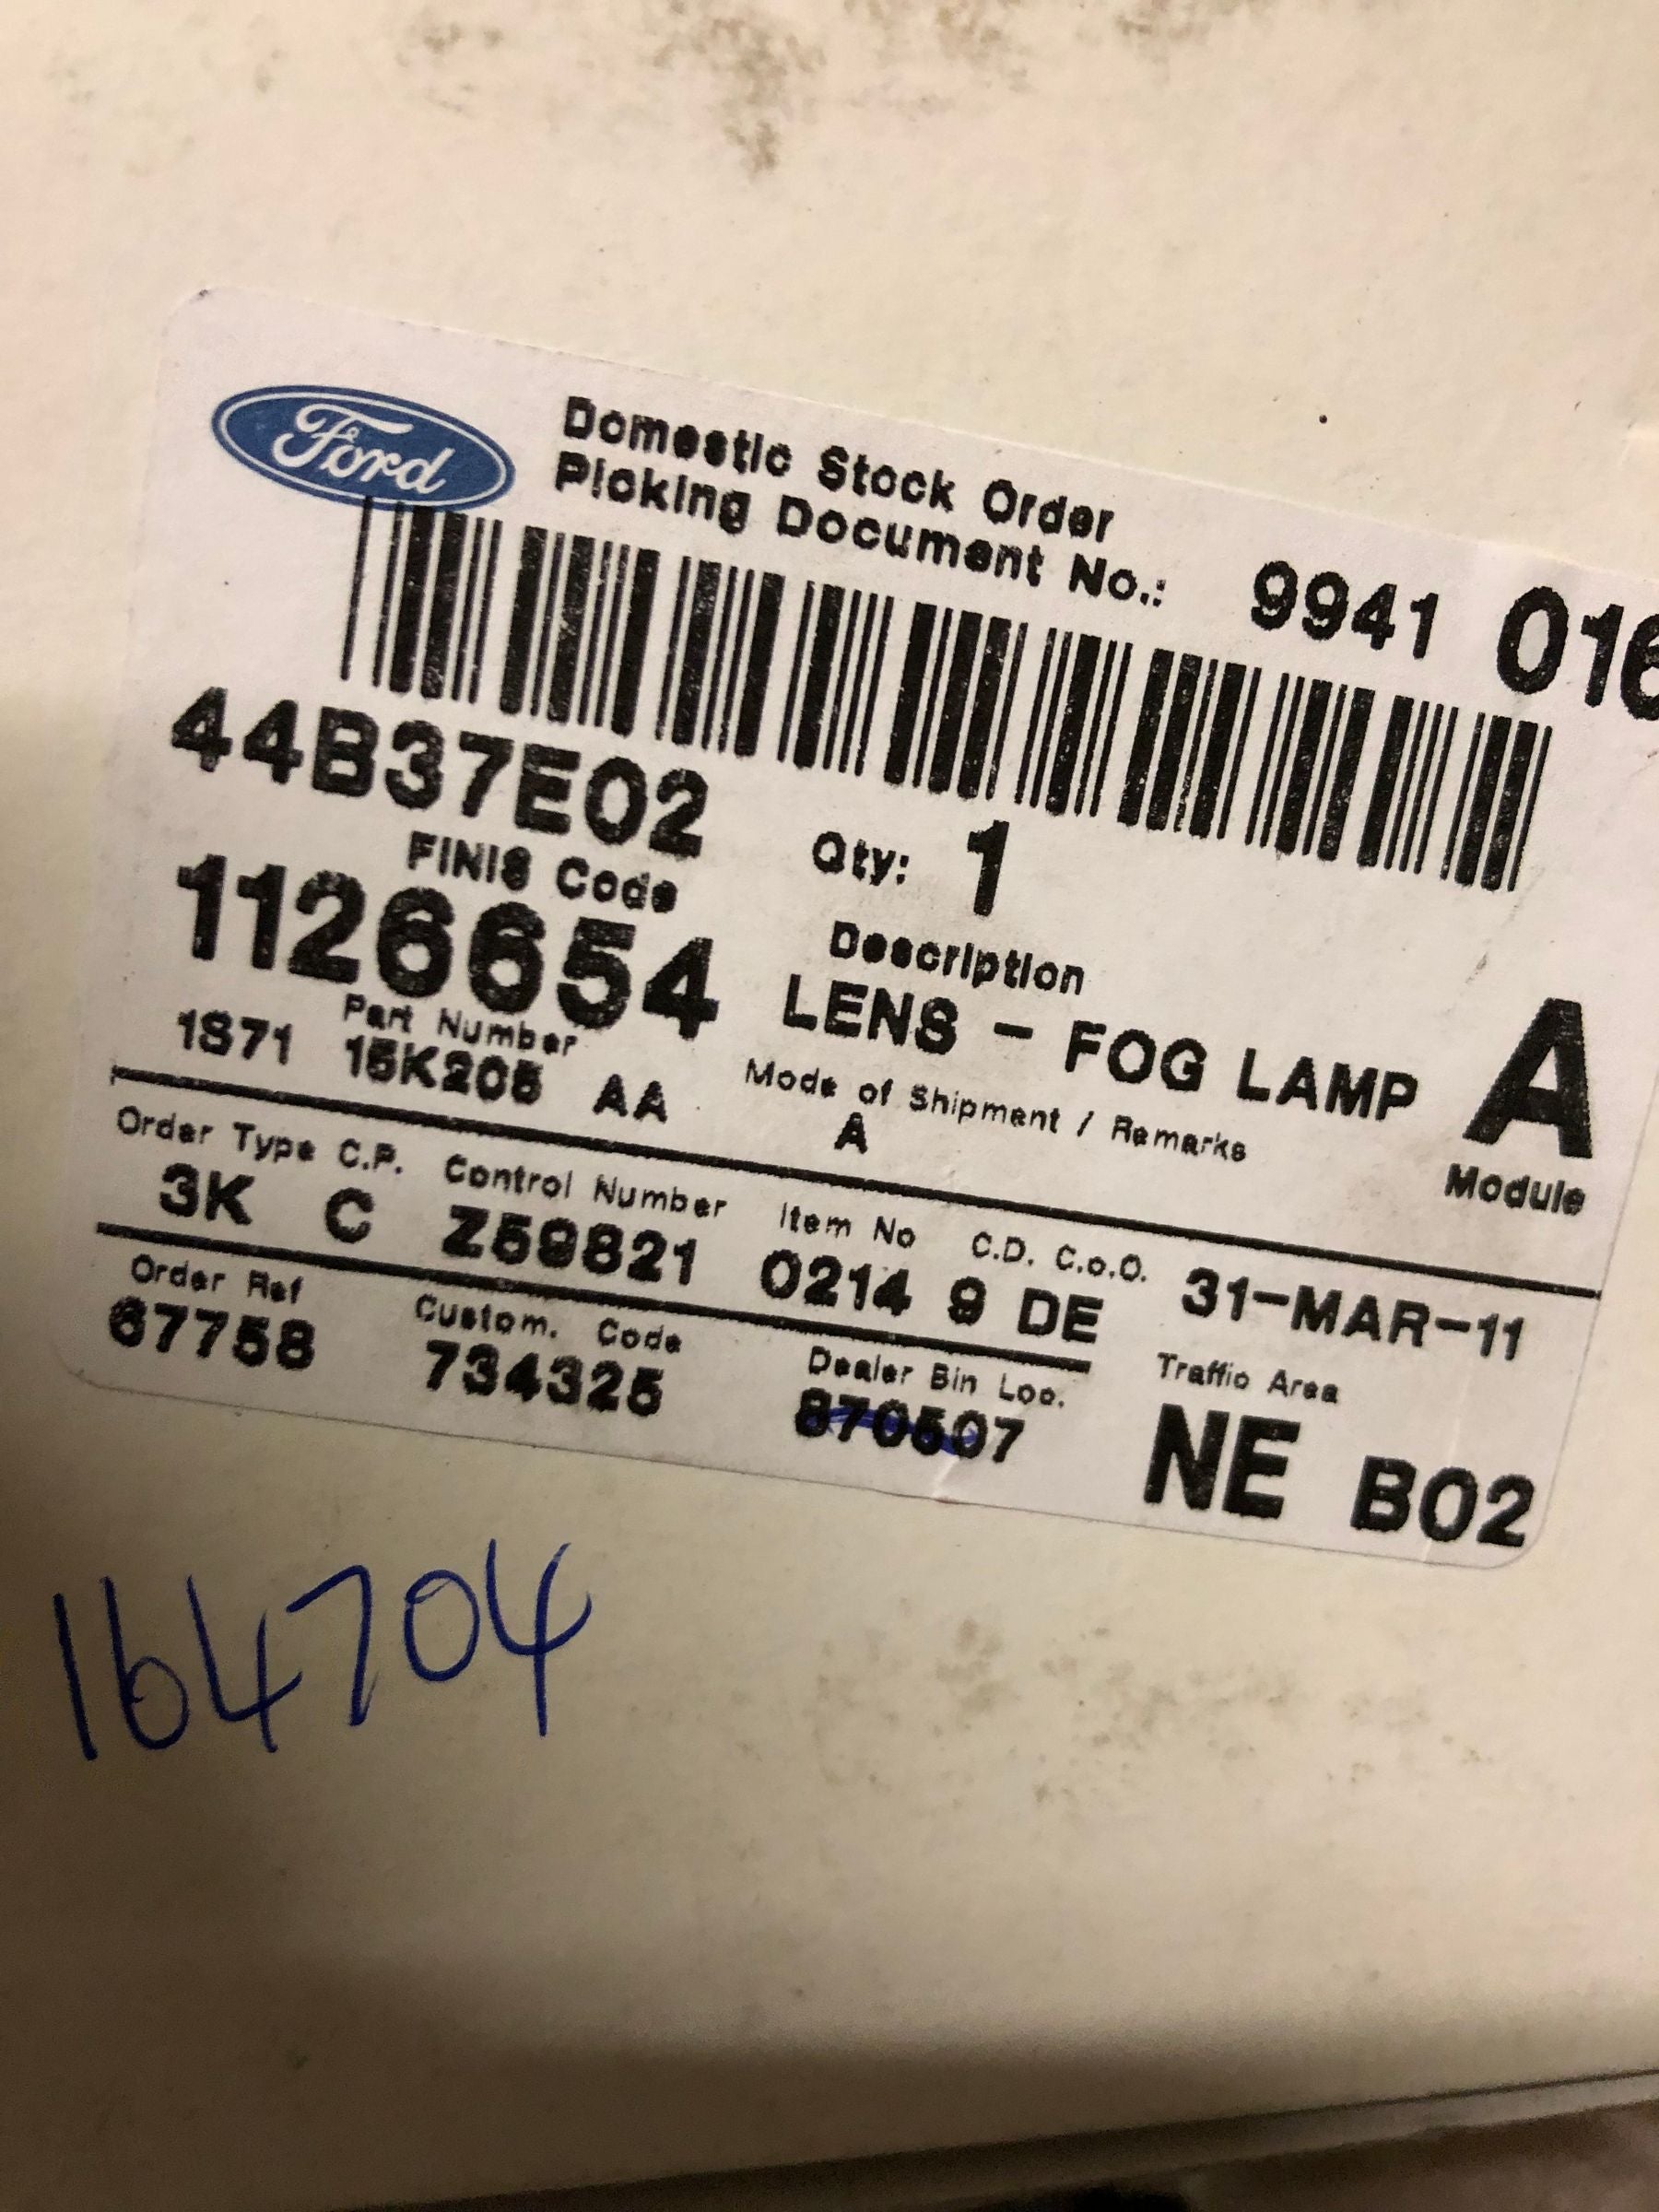 Ford
Domestic Stock Order
Picking Document No.: 9941 016
44B37E02
FINIS Code
Qty: 1
1126654
Description
LENS - FOG LAMP
A
Module
Part Number
1S71 15K205 AA
Mode of Shipment / Remarks
A
Order Type C.P. Control Number Item No C.D. C.o.O.
3K C Z59821 0214 9 DE 31-MAR-11
Order Ref Custom. Code Dealer Bin Loc. Traffic Area
67758 734325 870507 NE B02
164704